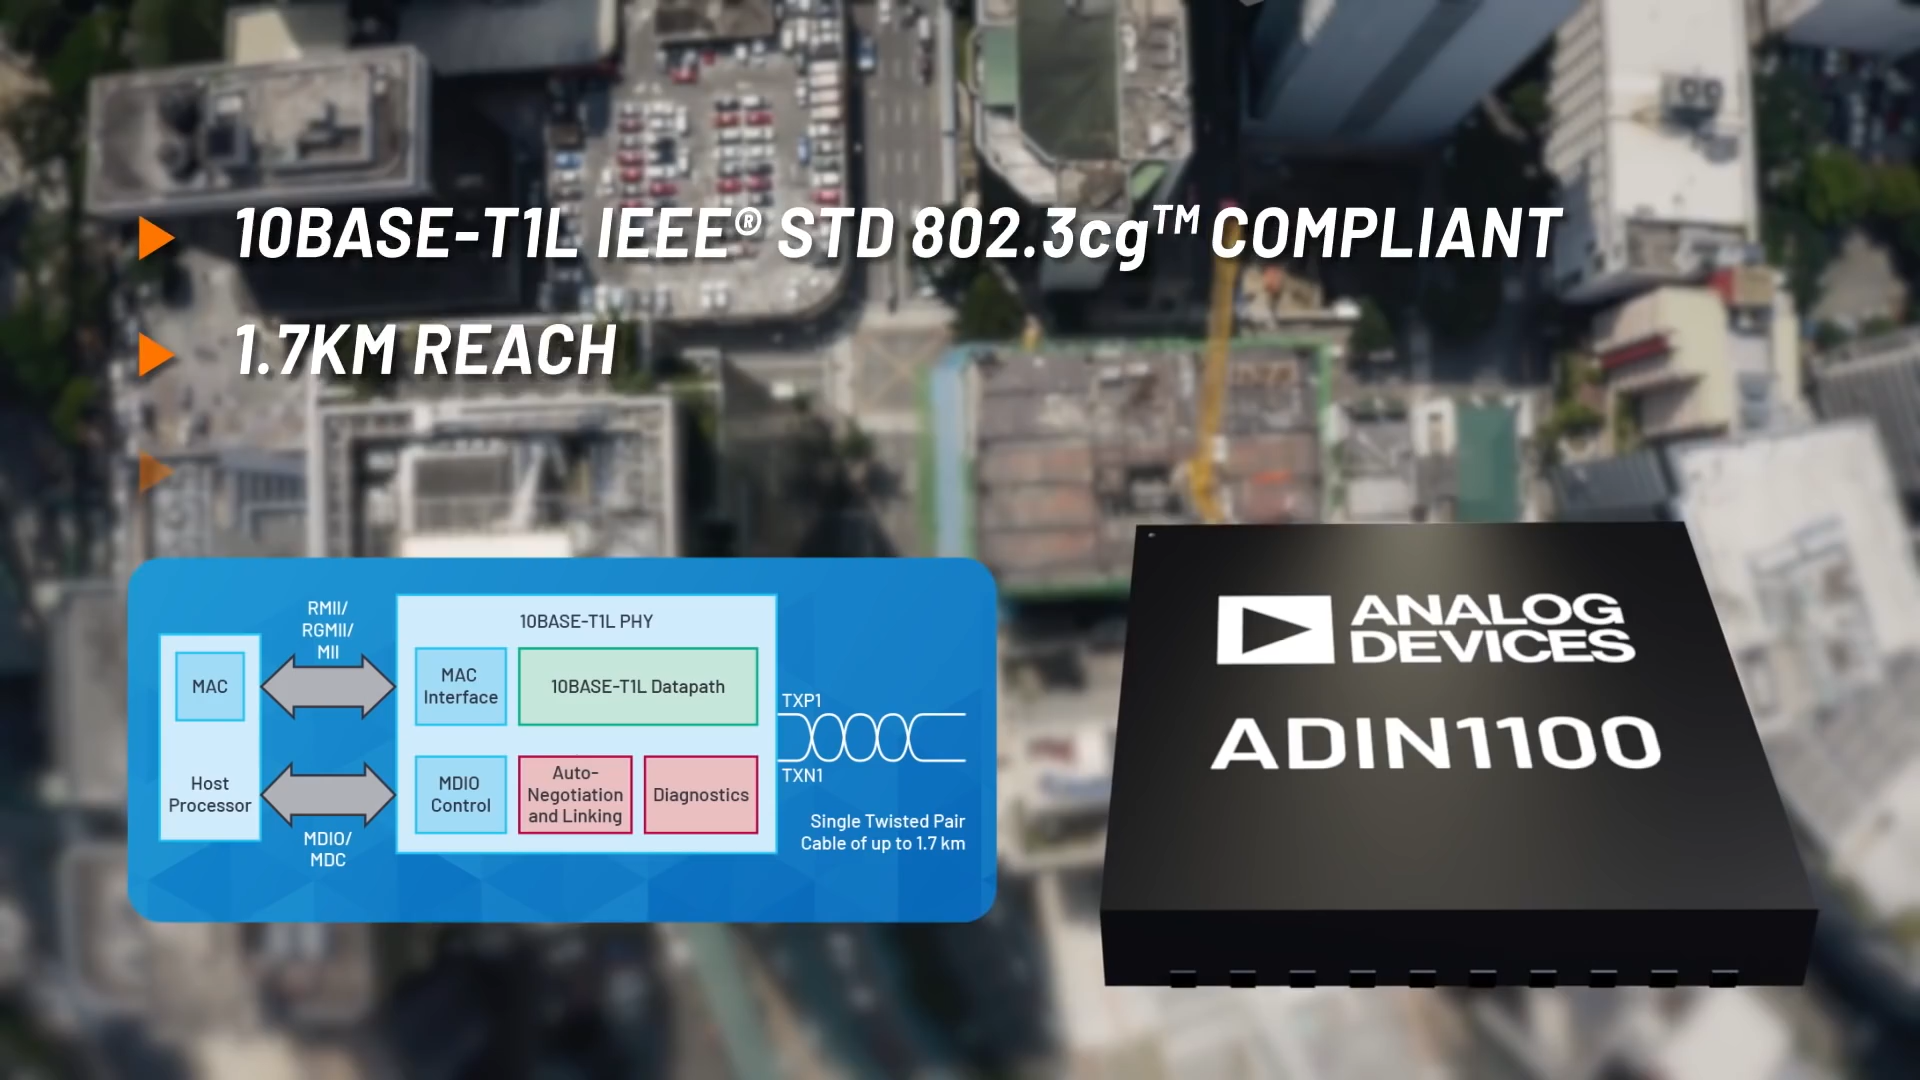 10BASE-T1L IEEE® STD 802.3cg™ COMPLIANT
1.7KM REACH
RMII/
RGMII/
MII
MAC
Host
Processor
MDIO/
MDC
10BASE-T1L PHY
MAC
Interface
10BASE-T1L Datapath
MDIO
Control
Auto-
Negotiation
and Linking
Diagnostics
TXP1
TXN1
Single Twisted Pair
Cable of up to 1.7 km
ANALOG
DEVICES
ADIN1100